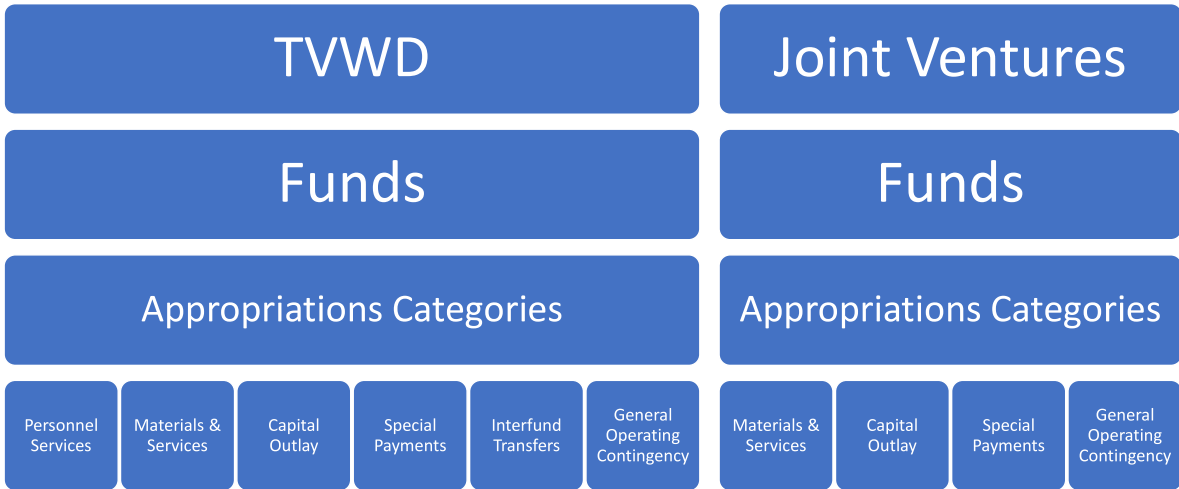 TVWD
Joint Ventures
Funds
Funds
Appropriations Categories
Appropriations Categories
Personnel
Services
Materials &
Services
Capital
Outlay
Special
Payments
Interfund
Transfers
General
Operating
Contingency
Materials &
Services
Capital
Outlay
Special
Payments
General
Operating
Contingency